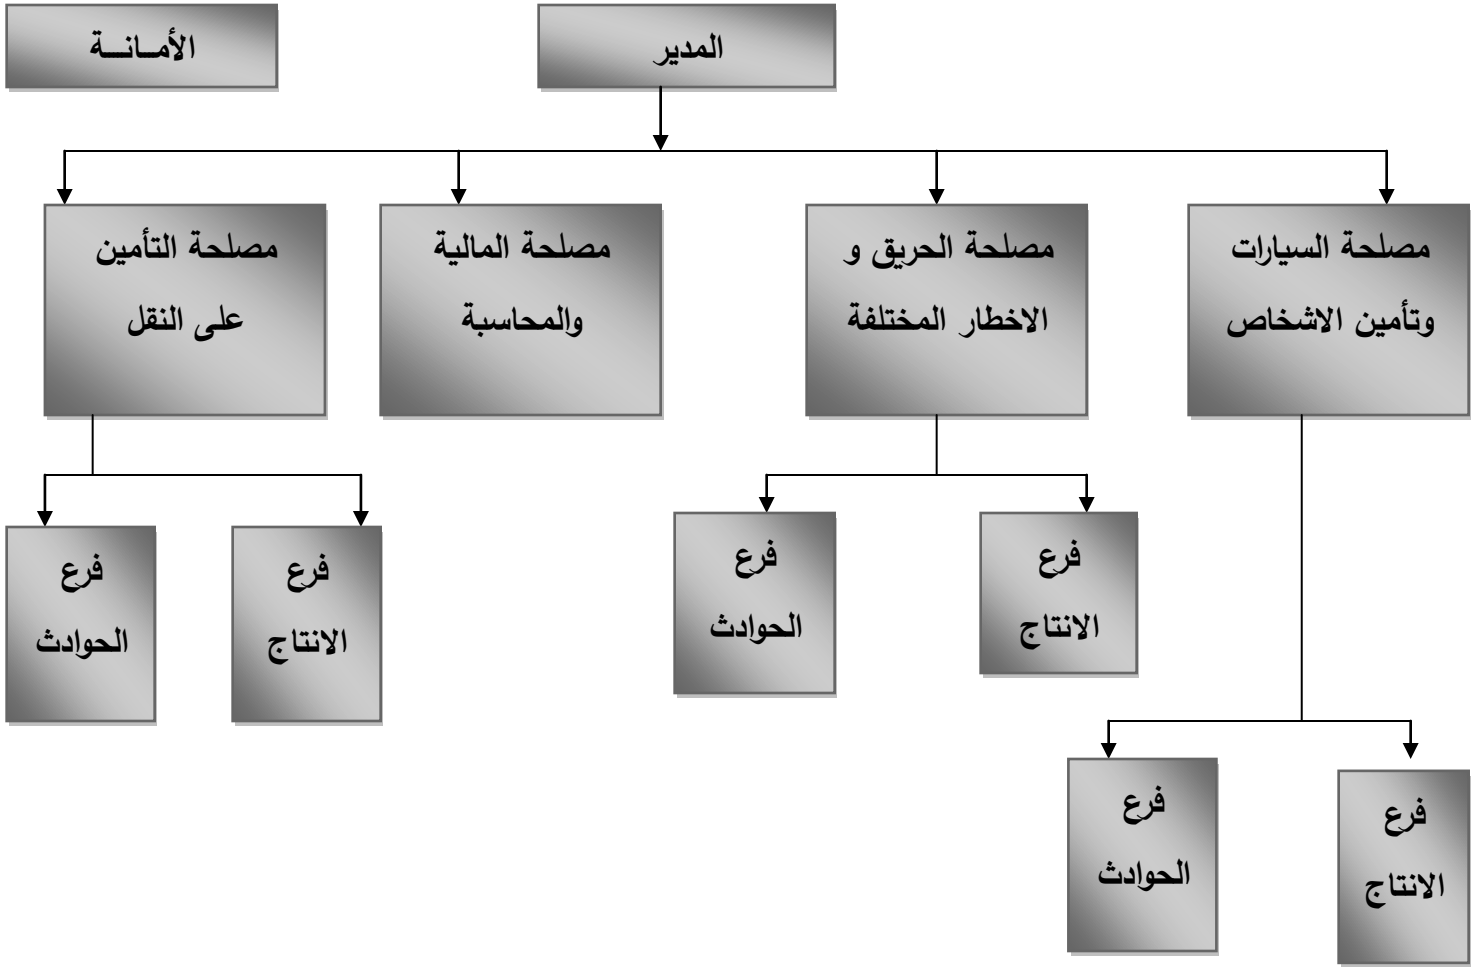 المدير
الأمـــانـــة
مصلحة السيارات
وتأمين الاشخاص
مصلحة الحريق و
الاخطار المختلفة
مصلحة المالية
والمحاسبة
مصلحة التأمين
على النقل
فرع
الانتاج
فرع
الحوادث
فرع
الانتاج
فرع
الحوادث
فرع
الانتاج
فرع
الحوادث